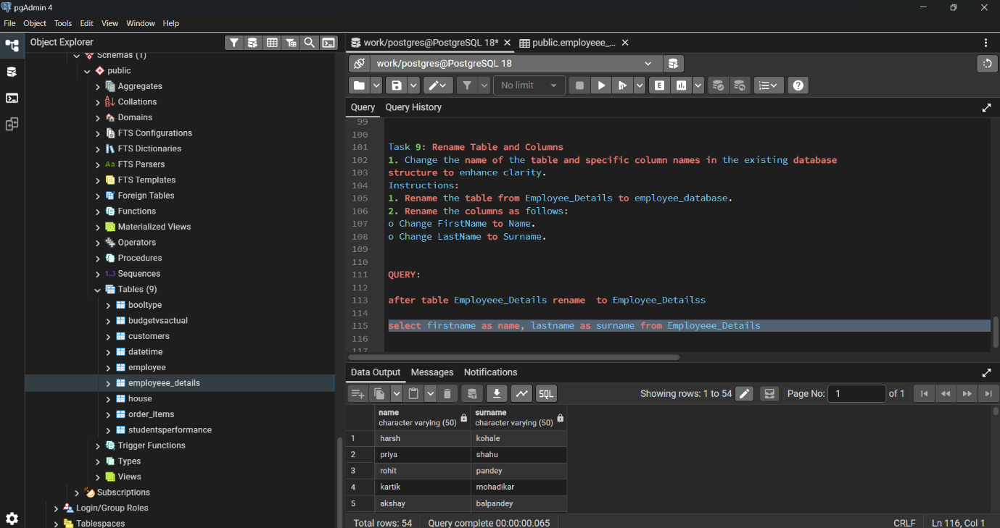 pgAdmin 4
File Object Tools Edit View Window Help
Object Explorer
Schemas (1)
public
Aggregates
Collations
Domains
FTS Configurations
FTS Dictionaries
Aa FTS Parsers
FTS Templates
Foreign Tables
Functions
Materialized Views
Operators
Procedures
1..3 Sequences
Tables (9)
booltype
budgetvsactual
customers
datetime
employee
employeee_details
house
order_items
studentsperformance
Trigger Functions
Types
Views
Subscriptions
Login/Group Roles
Tablespaces
work/postgres@PostgreSQL 18*
public.employeee_...
work/postgres@PostgreSQL 18
No limit
E
Query Query History
99
100
101 Task 9: Rename Table and Columns
102 1. Change the name of the table and specific column names in the existing database
103 structure to enhance clarity.
104 Instructions:
105 1. Rename the table from Employee_Details to employee_database.
106 2. Rename the columns as follows:
107 o Change FirstName to Name.
108 o Change LastName to Surname.
109
110
111 QUERY:
112
113 after table Employeee_Details rename  to Employee_Detailss
114
115 select firstname as name, lastname as surname from Employeee_Details
116
117
Data Output Messages Notifications
SQL
Showing rows: 1 to 54
Page No: 1 of 1
name surname
character varying (50) character varying (50)
1 harsh kohale
2 priya shahu
3 rohit pandey
4 kartik mohadikar
5 akshay balpandey
Total rows: 54 Query complete 00:00:00.065 CRLF Ln 116, Col 1